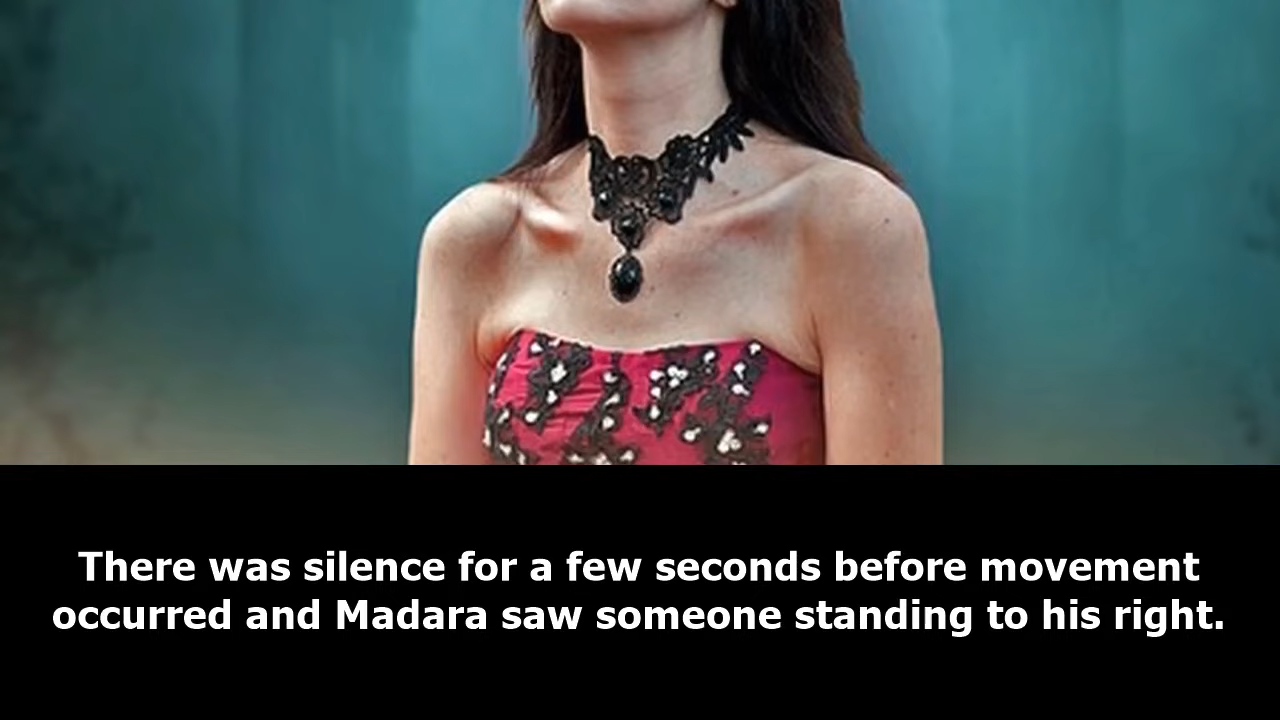 There was silence for a few seconds before movement
occurred and Madara saw someone standing to his right.